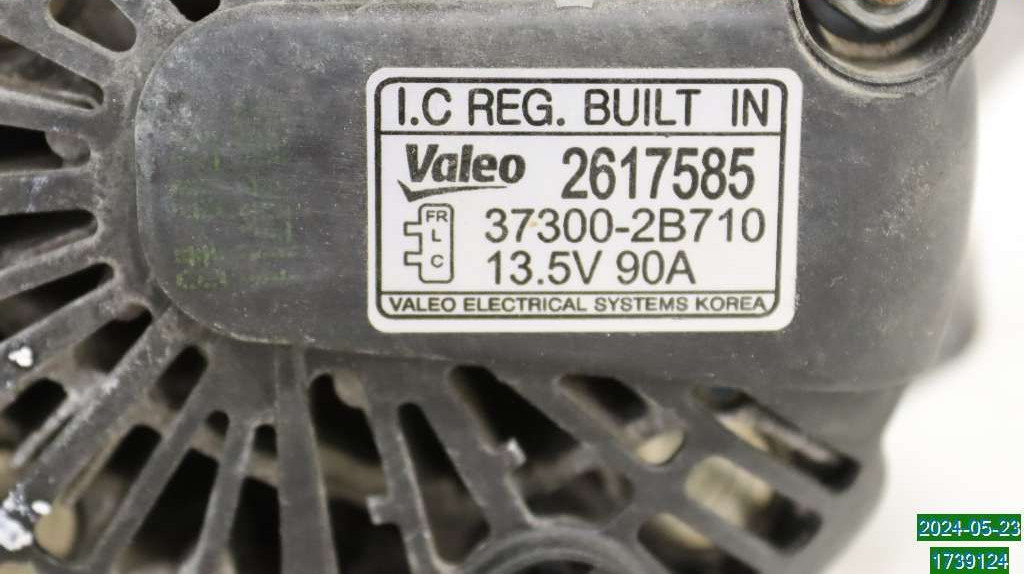 I.C REG. BUILT IN
Valeo 2617585
FR
L
C
37300-2B710
13.5V 90A
VALEO ELECTRICAL SYSTEMS KOREA
2024-05-23
1739124